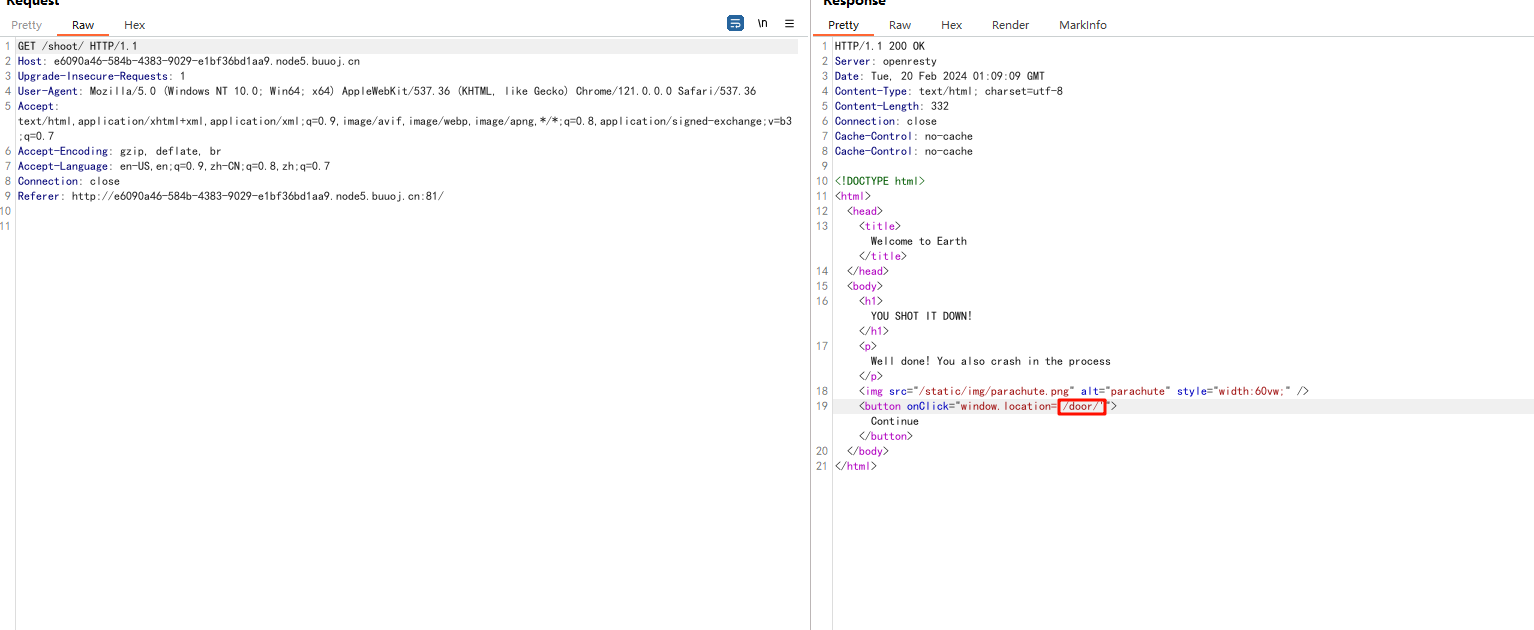 Request
Pretty Raw Hex
\n
1 GET /shoot/ HTTP/1.1
2 Host: e6090a46-584b-4383-9029-e1bf36bd1aa9.node5.buuoj.cn
3 Upgrade-Insecure-Requests: 1
4 User-Agent: Mozilla/5.0 (Windows NT 10.0; Win64; x64) AppleWebKit/537.36 (KHTML, like Gecko) Chrome/121.0.0.0 Safari/537.36
5 Accept:
text/html,application/xhtml+xml,application/xml;q=0.9,image/avif,image/webp,image/apng,*/*;q=0.8,application/signed-exchange;v=b3
;q=0.7
6 Accept-Encoding: gzip, deflate, br
7 Accept-Language: en-US,en;q=0.9,zh-CN;q=0.8,zh;q=0.7
8 Connection: close
9 Referer: http://e6090a46-584b-4383-9029-e1bf36bd1aa9.node5.buuoj.cn:81/
10
11
Response
Pretty Raw Hex Render MarkInfo
1 HTTP/1.1 200 OK
2 Server: openresty
3 Date: Tue, 20 Feb 2024 01:09:09 GMT
4 Content-Type: text/html; charset=utf-8
5 Content-Length: 332
6 Connection: close
7 Cache-Control: no-cache
8 Cache-Control: no-cache
9
10 <!DOCTYPE html>
11 <html>
12 <head>
13 <title>
Welcome to Earth
</title>
14 </head>
15 <body>
16 <h1>
YOU SHOT IT DOWN!
</h1>
17 <p>
Well done! You also crash in the process
</p>
18 <img src="/static/img/parachute.png" alt="parachute" style="width:60vw;" />
19 <button onClick="window.location='/door/'">
Continue
</button>
20 </body>
21 </html>